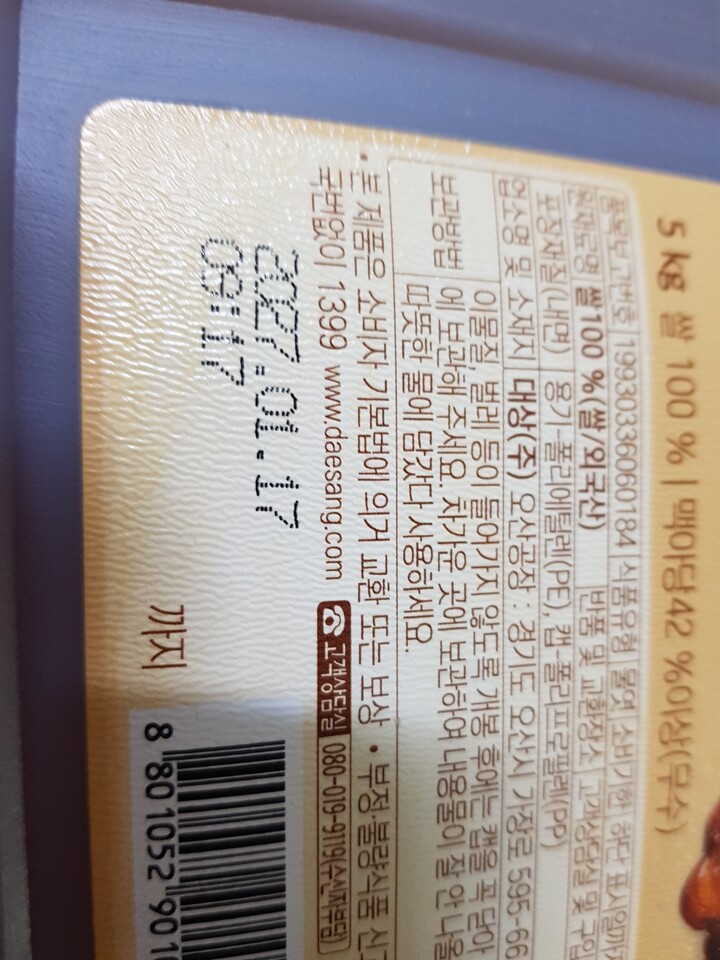 5 kg 쌀 100 % | 맥아당42 %이상(무수)
품목보고번호 19930336060184 식품유형 물엿 소비기한 하단 표시일까지
원재료명 쌀100 %(쌀/외국산) 반품 및 교환장소 고객상담실 및 구입
포장재질(내면) 용기-폴리에틸렌(PE), 캡-폴리프로필렌(PP)
업소명 및 소재지 대상(주) 오산공장 : 경기도 오산시 가장로 595-66
보관방법 이물질, 벌레 등이 들어가지 않도록 개봉 후에는 캡을 꼭 닫아
에 보관해 주세요. 차가운 곳에 보관하여 내용물이 잘 안 나올
따뜻한 물에 담갔다 사용하세요.
• 본 제품은 소비자 기본법에 의거 교환 또는 보상 • 부정·불량식품 신고
국번없이 1399 www.daesang.com 고객상담실 080-019-9119(수신자부담)
2027.01.17
09:17
까지
8 801052 901